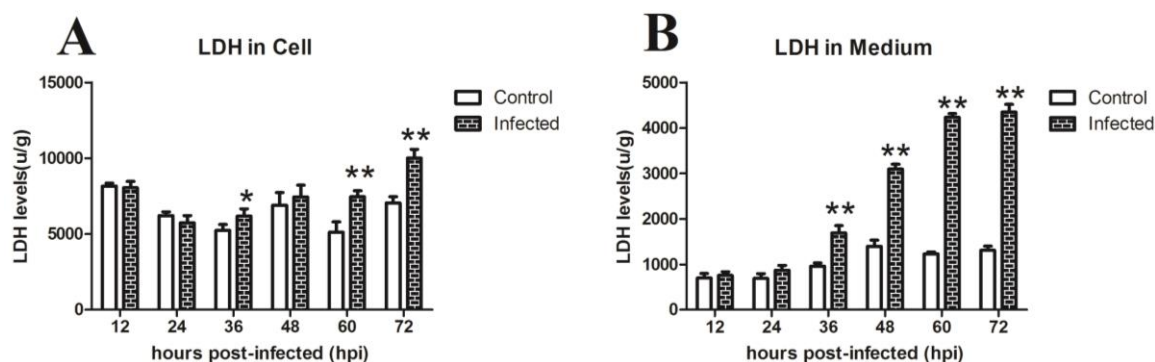 A
LDH in Cell
15000
10000
5000
0
LDH levels(u/g)
Control
Infected
*
**
**
12 24 36 48 60 72
hours post-infected (hpi)
B
LDH in Medium
5000
4000
3000
2000
1000
0
LDH levels(u/g)
Control
Infected
**
**
**
**
12 24 36 48 60 72
hours post-infected (hpi)